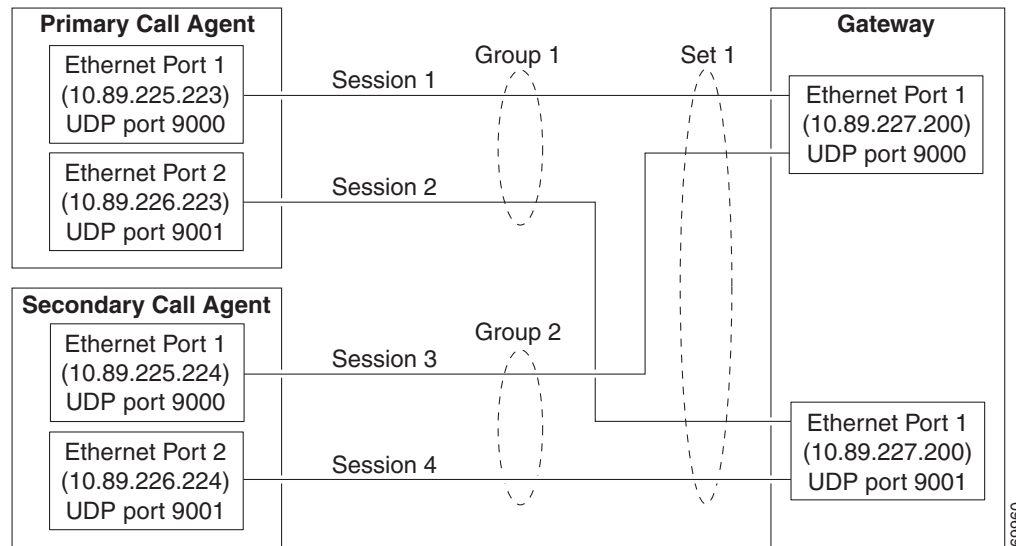 Primary Call Agent
Ethernet Port 1
(10.89.225.223)
UDP port 9000
Ethernet Port 2
(10.89.226.223)
UDP port 9001
Secondary Call Agent
Ethernet Port 1
(10.89.225.224)
UDP port 9000
Ethernet Port 2
(10.89.226.224)
UDP port 9001
Session 1
Session 2
Session 3
Session 4
Group 1
Group 2
Set 1
Gateway
Ethernet Port 1
(10.89.227.200)
UDP port 9000
Ethernet Port 1
(10.89.227.200)
UDP port 9001
69960